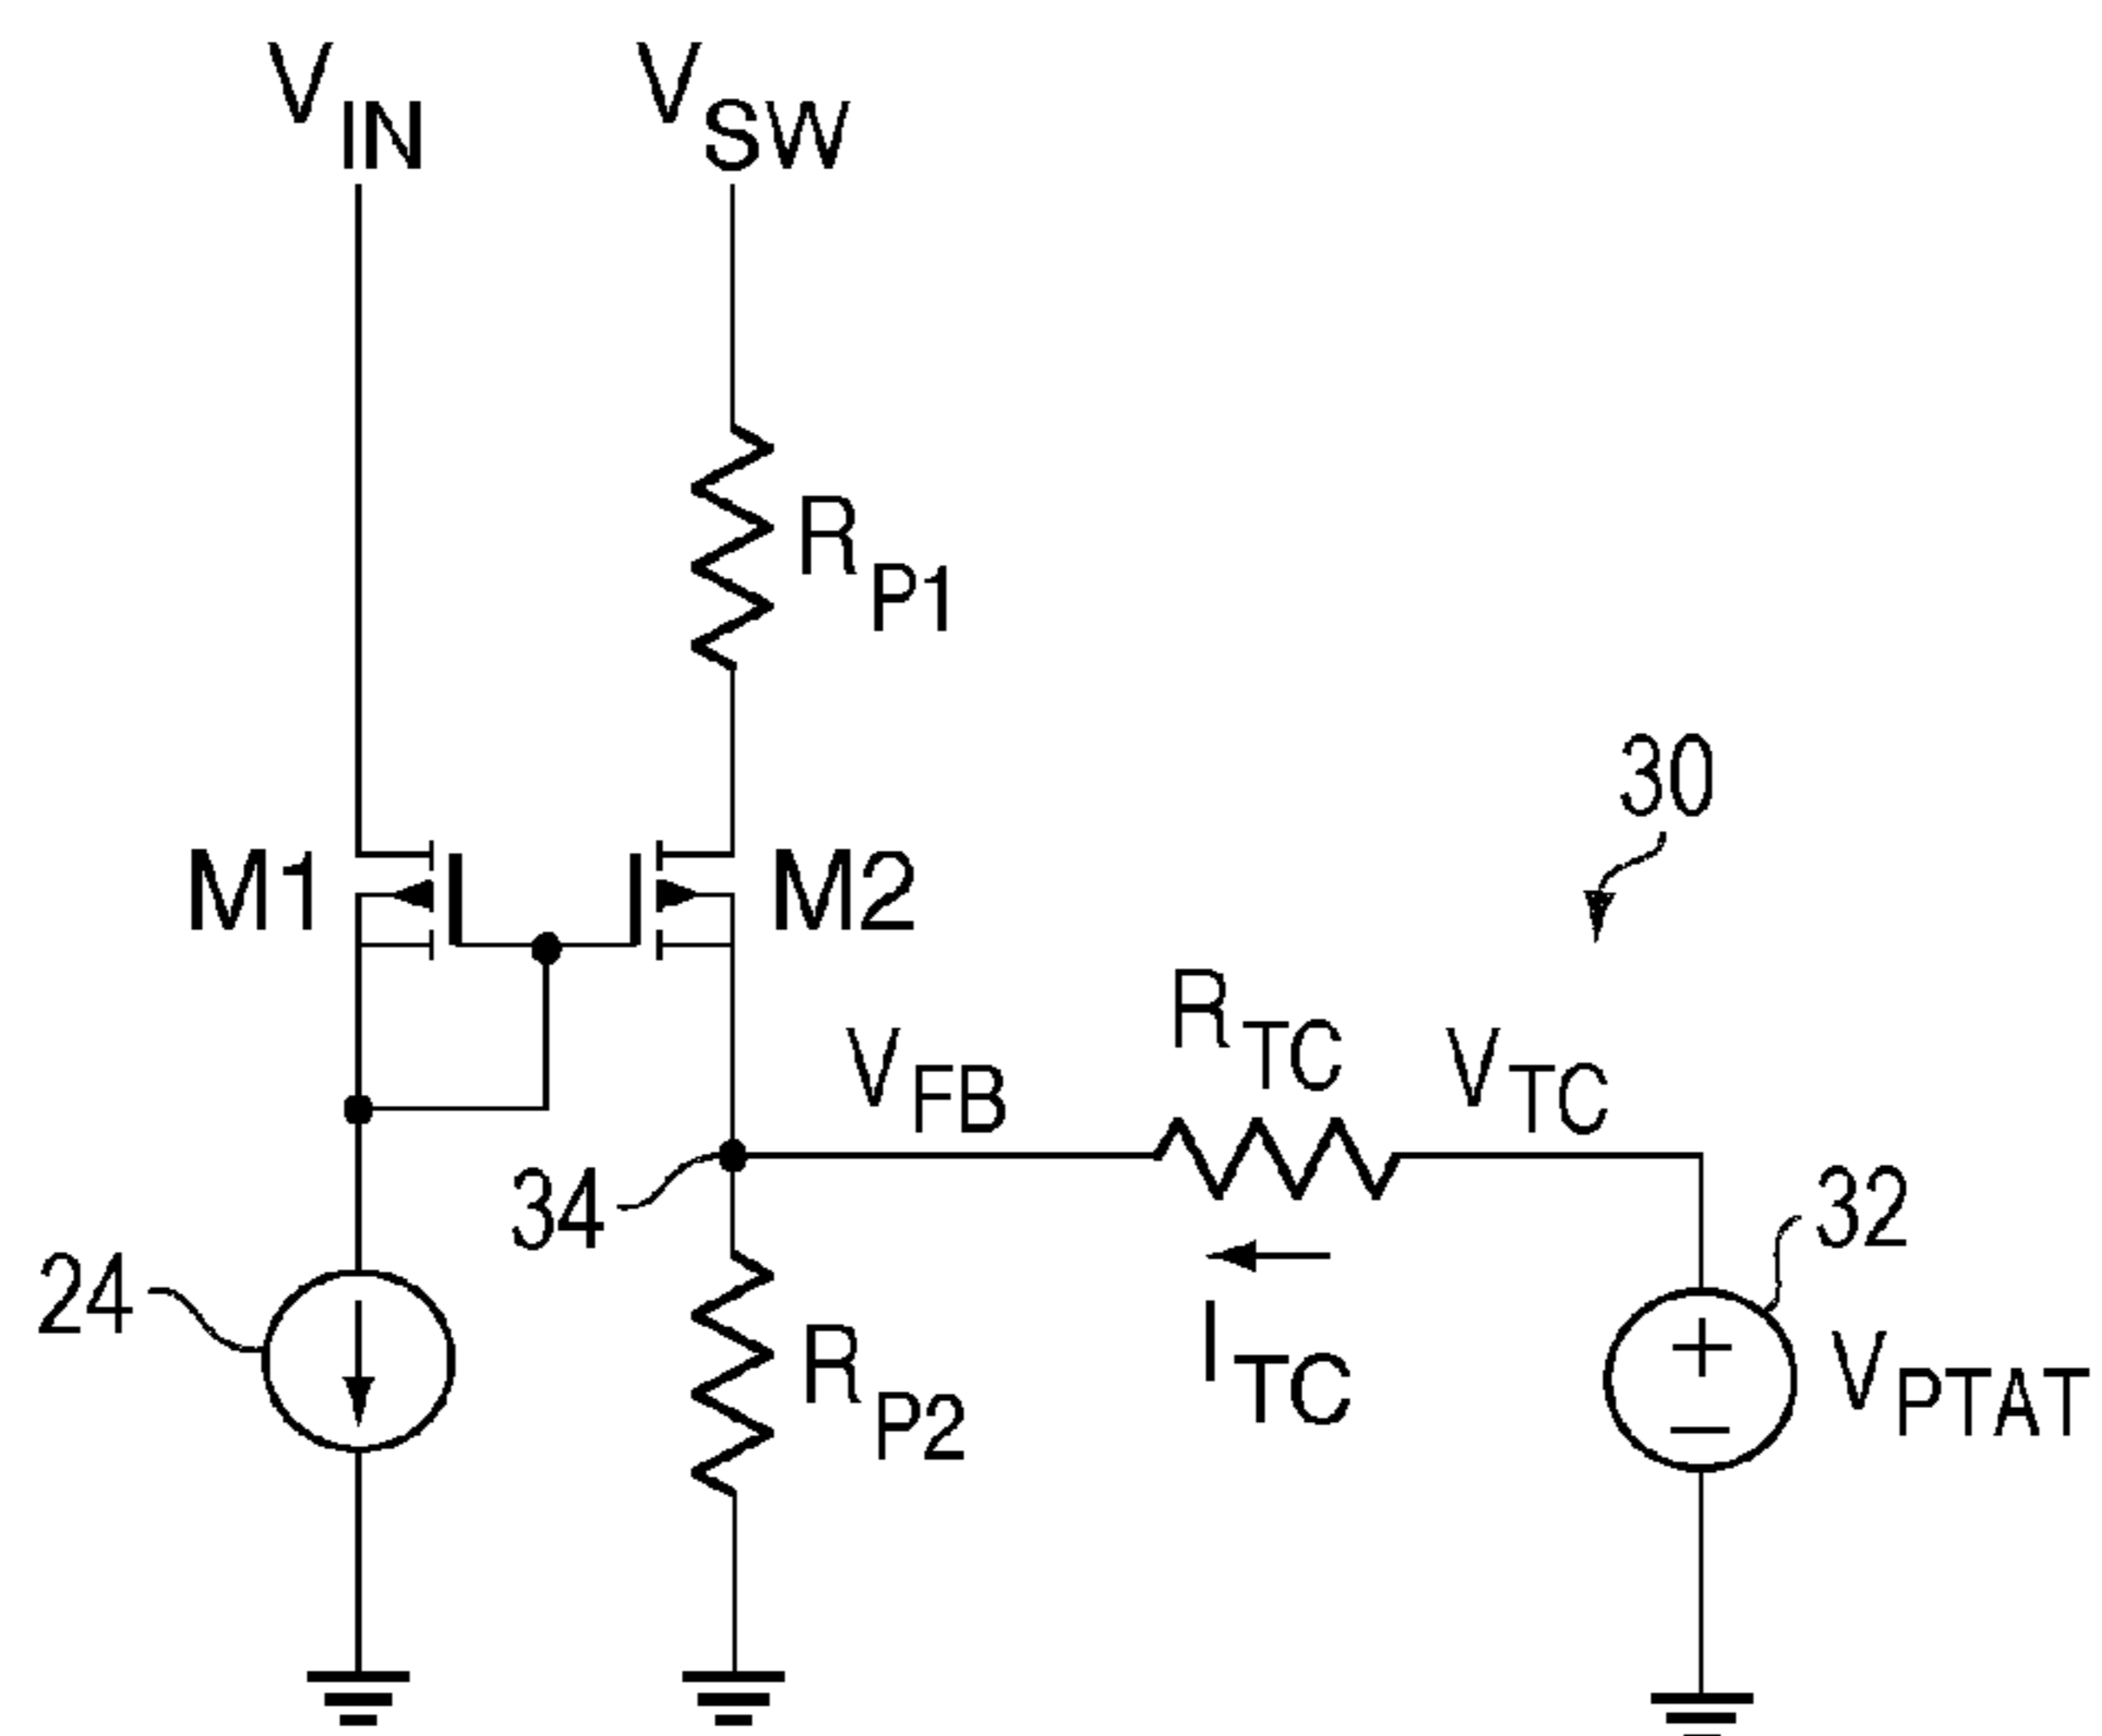 VIN VSW
RP1
30
M1 M2
RTC
VFB VTC
34 32
24
RP2 ITC VPTAT
+
−